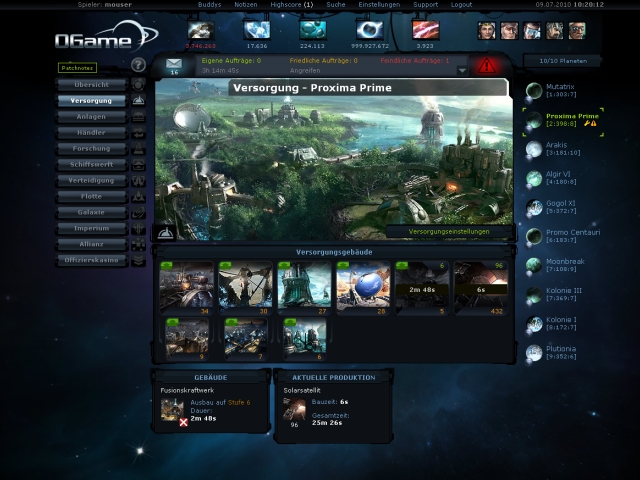 Spieler: mouser
Buddys Notizen Highscore (1) Suche Einstellungen Support Logout
09.07.2010 10:20:12
3.746.263 17.636 224.113 999.927.672 3.923
OGame
Patchnotes
16
Eigene Aufträge: 0 Friedliche Aufträge: 0 Feindliche Aufträge: 1
3h 14m 45s Angreifen
10/10 Planeten
Übersicht
Versorgung
Anlagen
Händler
Forschung
Schiffswerft
Verteidigung
Flotte
Galaxie
Imperium
Allianz
Offizierskasino
Versorgung - Proxima Prime
Versorgungseinstellungen
Mutatrix
[1:303:7]
Proxima Prime
[2:398:8]
Arakis
[3:181:10]
Algir VI
[4:180:8]
Gogol XI
[5:372:7]
Promo Centauri
[6:183:7]
Moonbreak
[7:108:9]
Kolonie III
[7:369:7]
Kolonie I
[8:172:7]
Plutionia
[9:352:6]
Versorgungsgebäude
6 96
2m 48s 6s
34 30 27 28 5 432
9 7 6
GEBÄUDE
Fusionskraftwerk
Ausbau auf Stufe 6
Dauer:
2m 48s
AKTUELLE PRODUKTION
Solarsatellit
Bauzeit: 6s
Gesamtzeit:
25m 26s
96